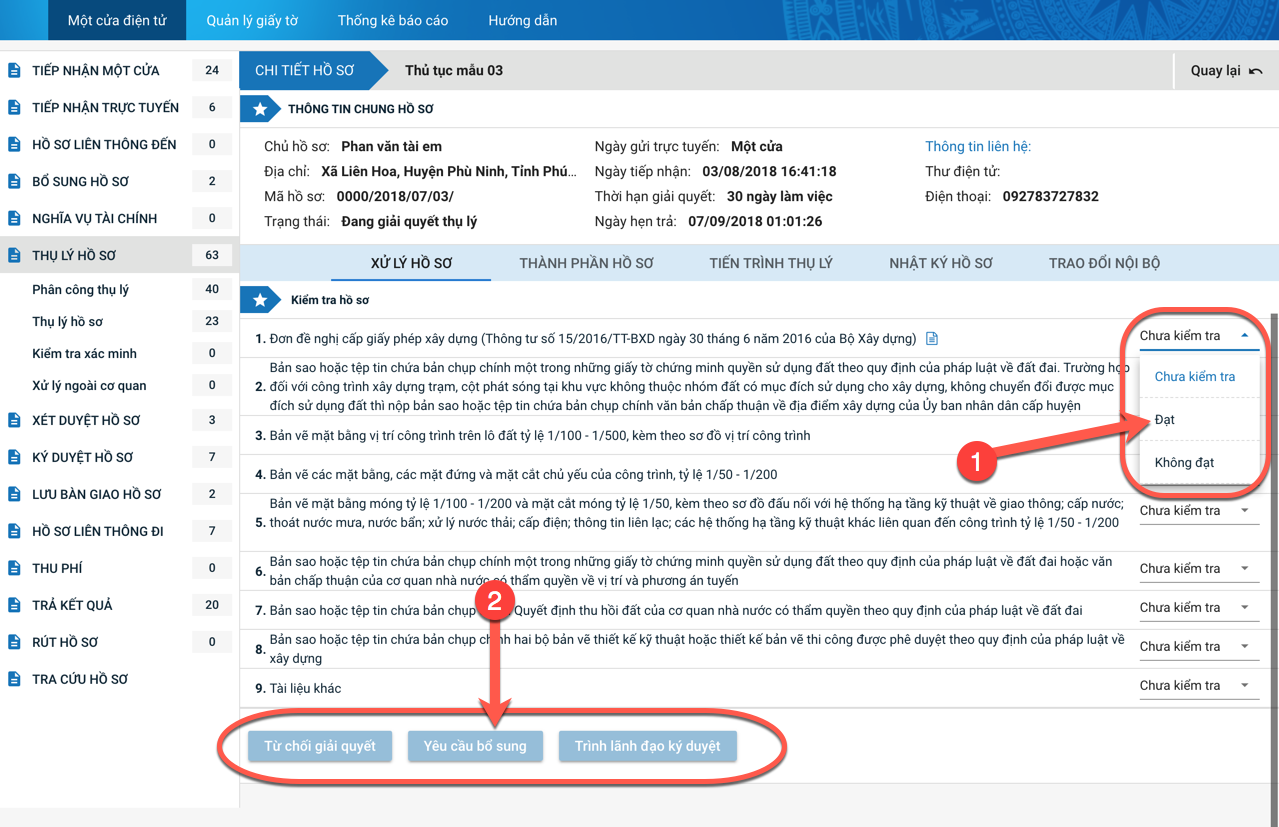 Một cửa điện tử
Quản lý giấy tờ
Thống kê báo cáo
Hướng dẫn
TIẾP NHẬN MỘT CỬA 24
TIẾP NHẬN TRỰC TUYẾN 6
HỒ SƠ LIÊN THÔNG ĐẾN 0
BỔ SUNG HỒ SƠ 2
NGHĨA VỤ TÀI CHÍNH 0
THỤ LÝ HỒ SƠ 63
Phân công thụ lý 40
Thụ lý hồ sơ 23
Kiểm tra xác minh 0
Xử lý ngoài cơ quan 0
XÉT DUYỆT HỒ SƠ 3
KÝ DUYỆT HỒ SƠ 7
LƯU BÀN GIAO HỒ SƠ 2
HỒ SƠ LIÊN THÔNG ĐI 7
THU PHÍ 0
TRẢ KẾT QUẢ 20
RÚT HỒ SƠ 0
TRA CỨU HỒ SƠ
CHI TIẾT HỒ SƠ
Thủ tục mẫu 03
Quay lại
THÔNG TIN CHUNG HỒ SƠ
Chủ hồ sơ: Phan văn tài em
Địa chỉ: Xã Liên Hoa, Huyện Phù Ninh, Tỉnh Phú...
Mã hồ sơ: 0000/2018/07/03/
Trạng thái: Đang giải quyết thụ lý
Ngày gửi trực tuyến: Một cửa
Ngày tiếp nhận: 03/08/2018 16:41:18
Thời hạn giải quyết: 30 ngày làm việc
Ngày hẹn trả: 07/09/2018 01:01:26
Thông tin liên hệ:
Thư điện tử:
Điện thoại: 092783727832
XỬ LÝ HỒ SƠ
THÀNH PHẦN HỒ SƠ
TIẾN TRÌNH THỤ LÝ
NHẬT KÝ HỒ SƠ
TRAO ĐỔI NỘI BỘ
Kiểm tra hồ sơ
1. Đơn đề nghị cấp giấy phép xây dựng (Thông tư số 15/2016/TT-BXD ngày 30 tháng 6 năm 2016 của Bộ Xây dựng)
Chưa kiểm tra
Chưa kiểm tra
Đạt
Không đạt
1
Bản sao hoặc tệp tin chứa bản chụp chính một trong những giấy tờ chứng minh quyền sử dụng đất theo quy định của pháp luật về đất đai. Trường hợp
2. đối với công trình xây dựng trạm, cột phát sóng tại khu vực không thuộc nhóm đất có mục đích sử dụng cho xây dựng, không chuyển đổi được mục
đích sử dụng đất thì nộp bản sao hoặc tệp tin chứa bản chụp chính văn bản chấp thuận về địa điểm xây dựng của Ủy ban nhân dân cấp huyện
3. Bản vẽ mặt bằng vị trí công trình trên lô đất tỷ lệ 1/100 - 1/500, kèm theo sơ đồ vị trí công trình
4. Bản vẽ các mặt bằng, các mặt đứng và mặt cắt chủ yếu của công trình, tỷ lệ 1/50 - 1/200
Bản vẽ mặt bằng móng tỷ lệ 1/100 - 1/200 và mặt cắt móng tỷ lệ 1/50, kèm theo sơ đồ đấu nối với hệ thống hạ tầng kỹ thuật về giao thông; cấp nước;
5. thoát nước mưa, nước bẩn; xử lý nước thải; cấp điện; thông tin liên lạc; các hệ thống hạ tầng kỹ thuật khác liên quan đến công trình tỷ lệ 1/50 - 1/200
Chưa kiểm tra
Bản sao hoặc tệp tin chứa bản chụp chính một trong những giấy tờ chứng minh quyền sử dụng đất theo quy định của pháp luật về đất đai hoặc văn
6. bản chấp thuận của cơ quan nhà nước có thẩm quyền về vị trí và phương án tuyến
Chưa kiểm tra
7. Bản sao hoặc tệp tin chứa bản chụp Quyết định thu hồi đất của cơ quan nhà nước có thẩm quyền theo quy định của pháp luật về đất đai
Chưa kiểm tra
2
Bản sao hoặc tệp tin chứa bản chụp chính hai bộ bản vẽ thiết kế kỹ thuật hoặc thiết kế bản vẽ thi công được phê duyệt theo quy định của pháp luật về
8. xây dựng
Chưa kiểm tra
9. Tài liệu khác
Chưa kiểm tra
Từ chối giải quyết
Yêu cầu bổ sung
Trình lãnh đạo ký duyệt